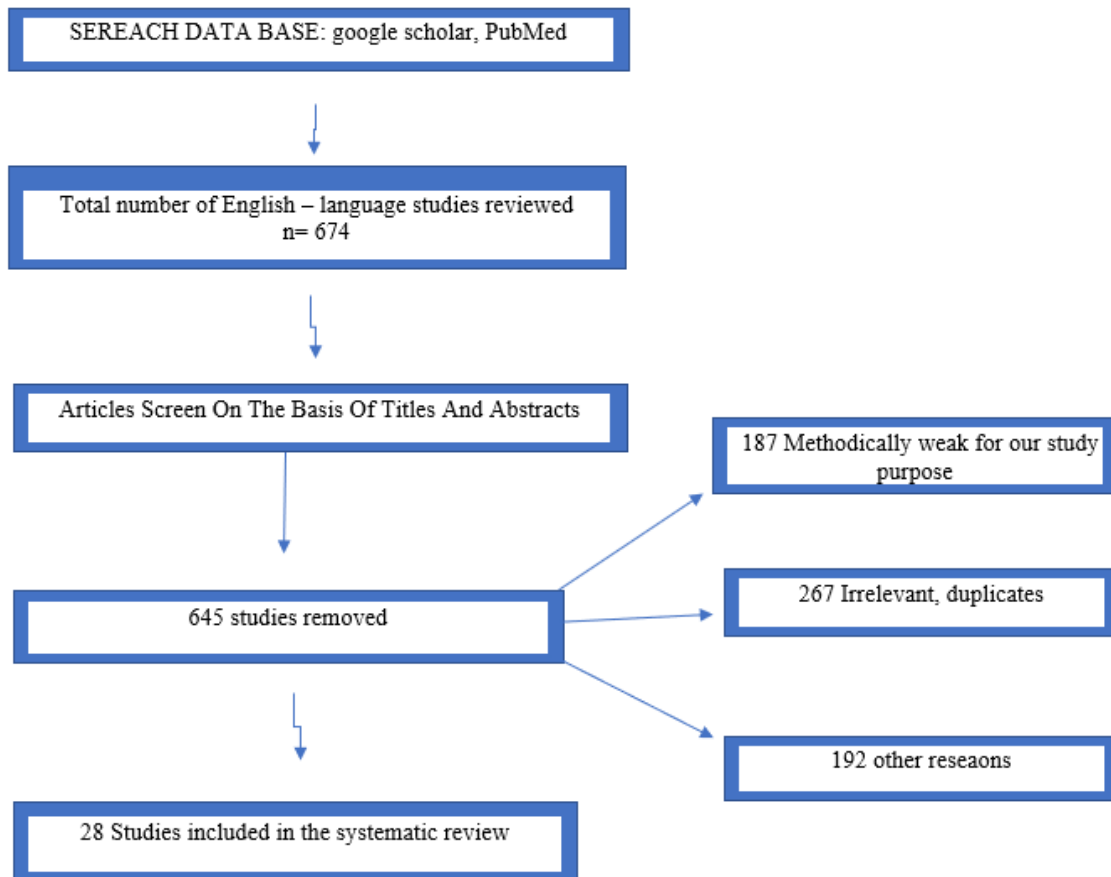 SEREACH DATA BASE: google scholar, PubMed
Total number of English – language studies reviewed
n= 674
Articles Screen On The Basis Of Titles And Abstracts
187 Methodically weak for our study
purpose
267 Irrelevant, duplicates
645 studies removed
192 other reseaons
28 Studies included in the systematic review